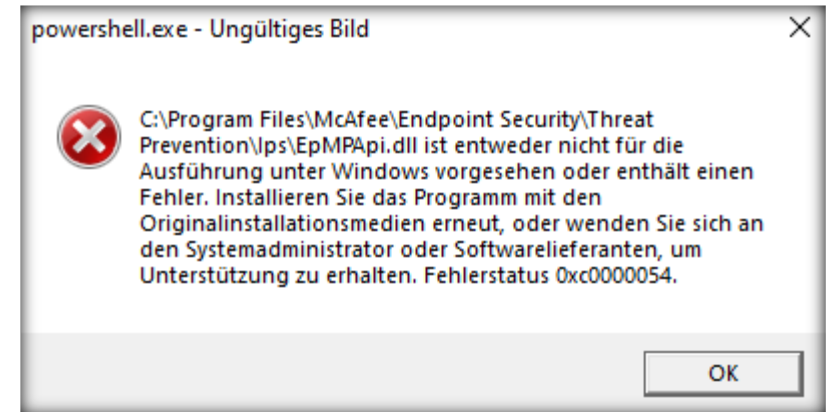 powershell.exe - Ungültiges Bild
C:\Program Files\McAfee\Endpoint Security\Threat
Prevention\Ips\EpMPApi.dll ist entweder nicht für die
Ausführung unter Windows vorgesehen oder enthält einen
Fehler. Installieren Sie das Programm mit den
Originalinstallationsmedien erneut, oder wenden Sie sich an
den Systemadministrator oder Softwarelieferanten, um
Unterstützung zu erhalten. Fehlerstatus 0xc0000054.
OK